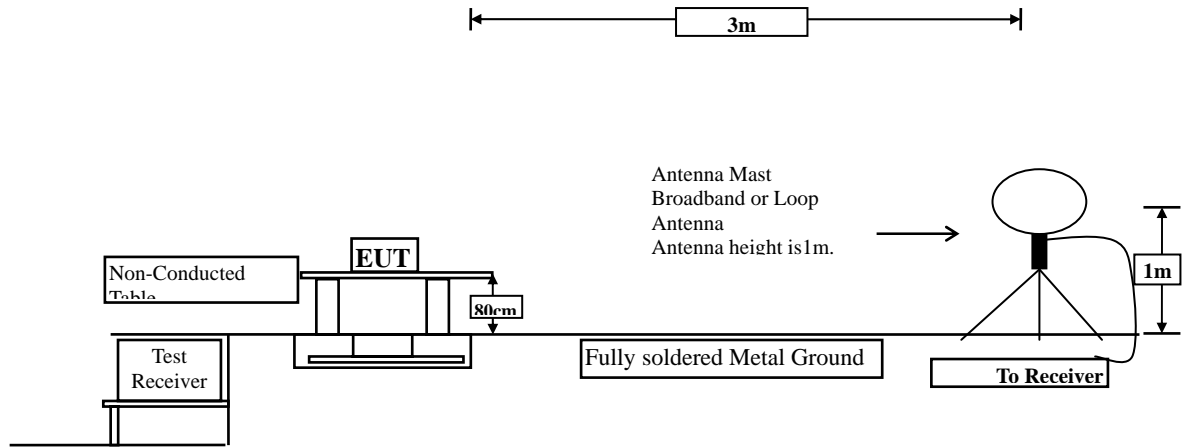 3m
Antenna Mast
Broadband or Loop
Antenna
Antenna height is1m.
EUT
Non-Conducted
Table
80cm
1m
Test
Receiver
Fully soldered Metal Ground
To Receiver